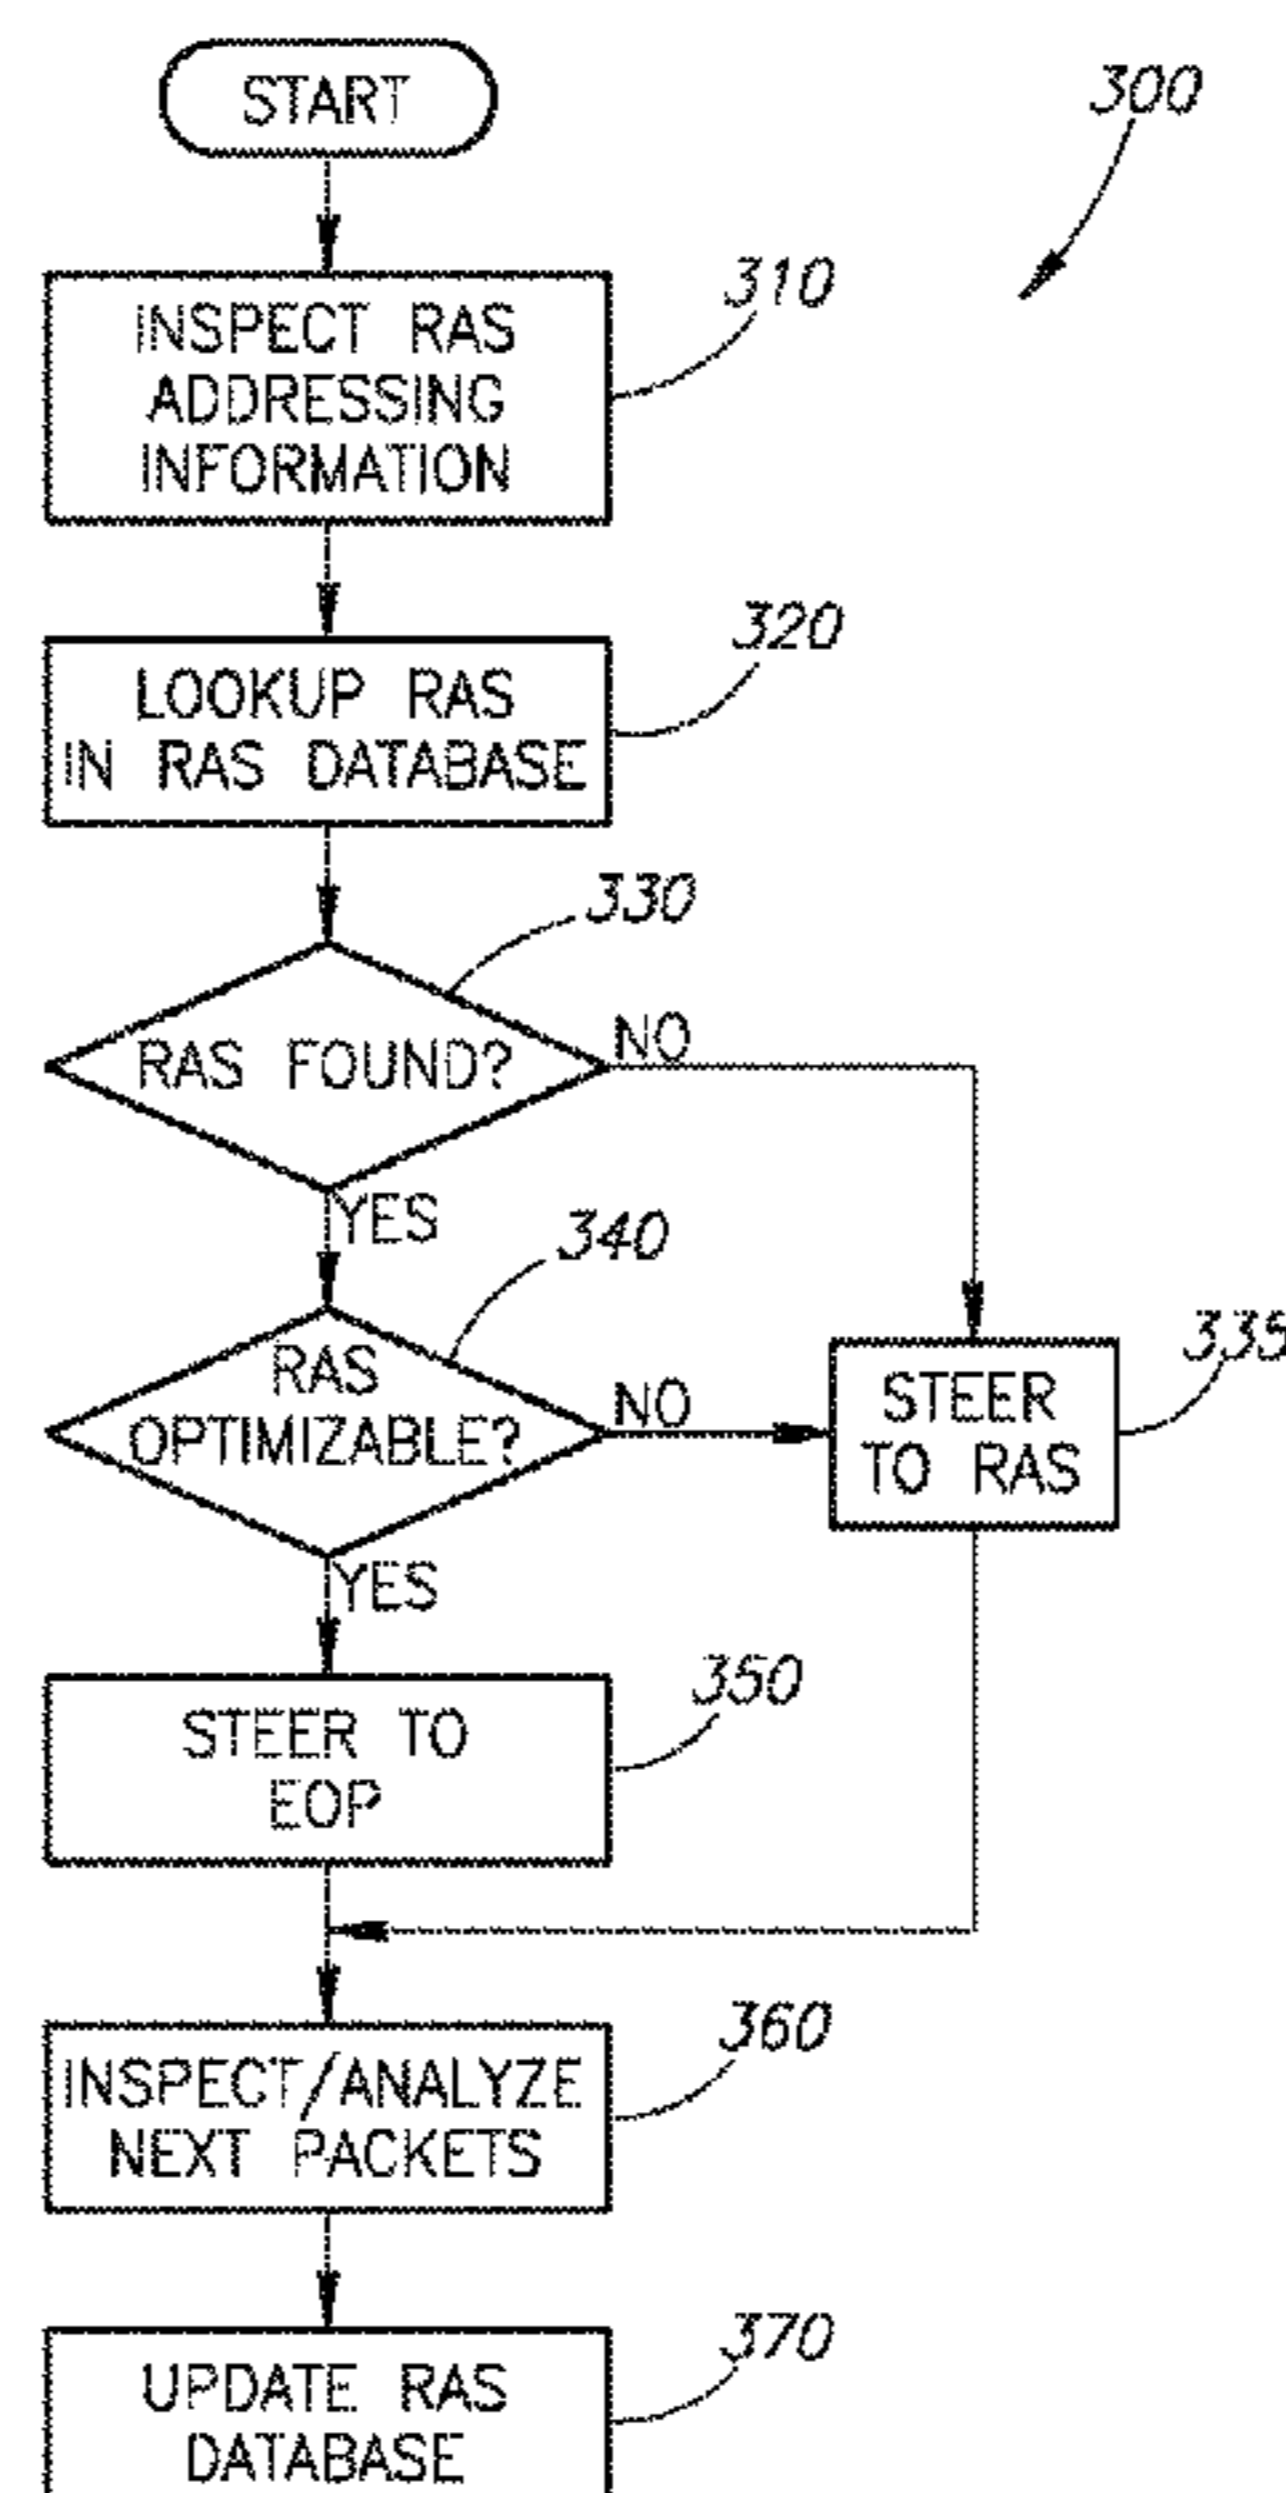 START
300
310
INSPECT RAS
ADDRESSING
INFORMATION
320
LOOKUP RAS
IN RAS DATABASE
330
RAS FOUND?
NO
YES
340
RAS
OPTIMIZABLE?
NO
335
STEER
TO RAS
YES
350
STEER TO
EOP
360
INSPECT/ANALYZE
NEXT PACKETS
370
UPDATE RAS
DATABASE